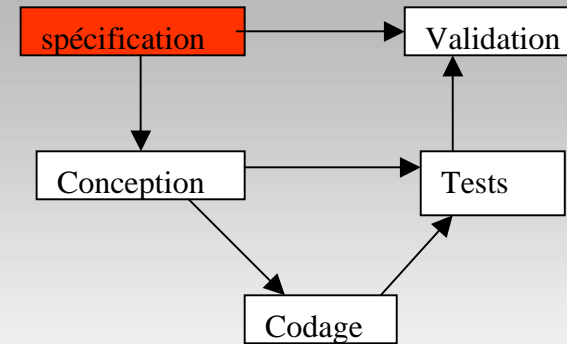 spécification
Validation
Conception
Tests
Codage